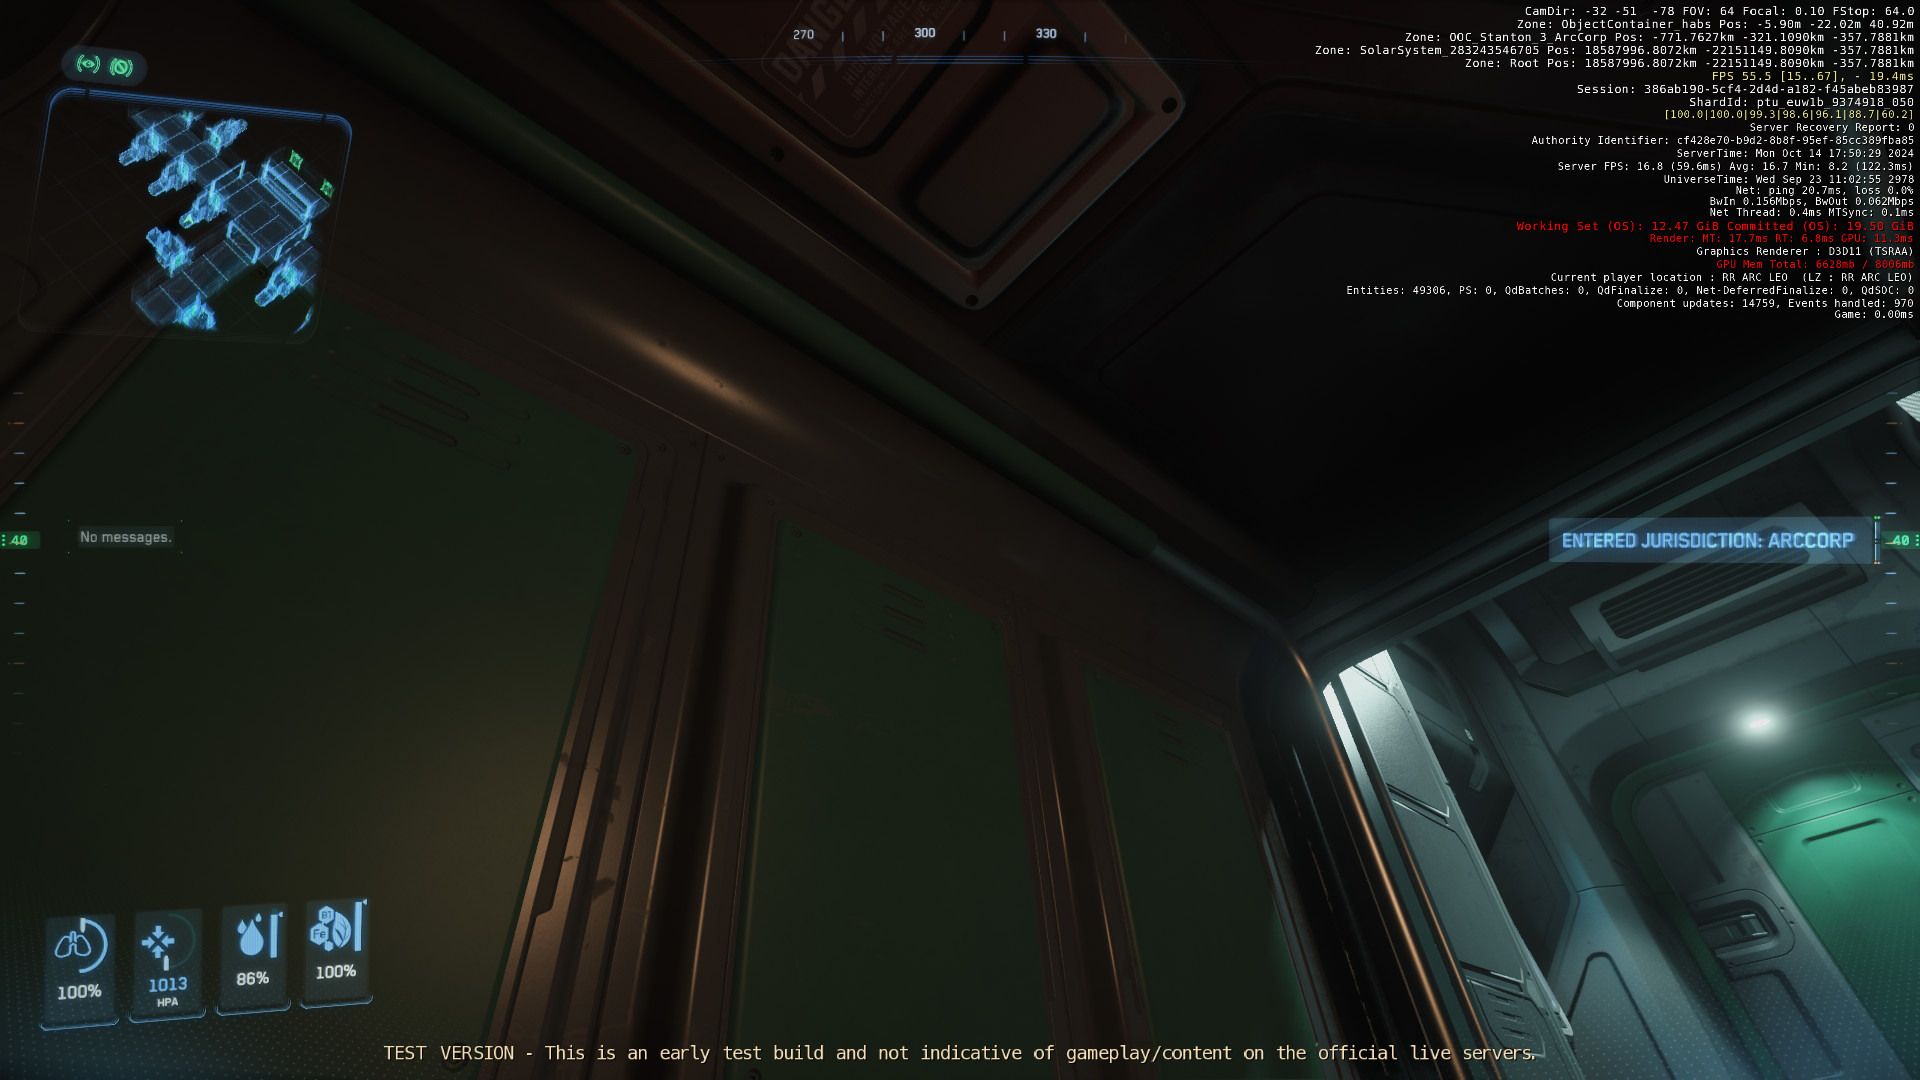 CamDir: -32 -51  -78 FOV: 64 Focal: 0.10 FStop: 64.0
Zone: ObjectContainer_habs Pos: -5.90m -22.02m 40.92m
Zone: OOC_Stanton_3_ArcCorp Pos: -771.7627km -321.1090km -357.7881km
Zone: SolarSystem_283243546705 Pos: 18587996.8072km -22151149.8090km -357.7881km
Zone: Root Pos: 18587996.8072km -22151149.8090km -357.7881km
FPS 55.5 [15..67], - 19.4ms
Session: 386ab190-5cf4-2d4d-a182-f45abeb83987
ShardId: ptu_euw1b_9374918_050
[100.0|100.0|99.3|98.6|96.1|88.7|60.2]
Server Recovery Report: 0
Authority Identifier: cf428e70-b9d2-8b8f-95ef-85cc389fba85
ServerTime: Mon Oct 14 17:50:29 2024
Server FPS: 16.8 (59.6ms) Avg: 16.7 Min: 8.2 (122.3ms)
UniverseTime: Wed Sep 23 11:02:55 2978
Net: ping 20.7ms, loss 0.0%
BwIn 0.156Mbps, BwOut 0.062Mbps
Net Thread: 0.4ms MTSync: 0.1ms
Working Set (OS): 12.47 GiB Committed (OS): 19.50 GiB
Render: MT: 17.7ms RT: 6.0ms GPU: 11.3ms
Graphics Renderer : D3D11 (TSRAA)
GPU Mem Total: 6628mb / 8006mb
Current player location : RR ARC LEO  (LZ : RR ARC LEO)
Entities: 49306, PS: 0, QdBatches: 0, QdFinalize: 0, Net-DeferredFinalize: 0, QdSOC: 0
Component updates: 14759, Events handled: 970
Game: 0.00ms
270 300 330
DANGER
40
No messages.
ENTERED JURISDICTION: ARCCORP
40
100%
1013
HPA
86%
B1
Fe
100%
TEST VERSION - This is an early test build and not indicative of gameplay/content on the official live servers.